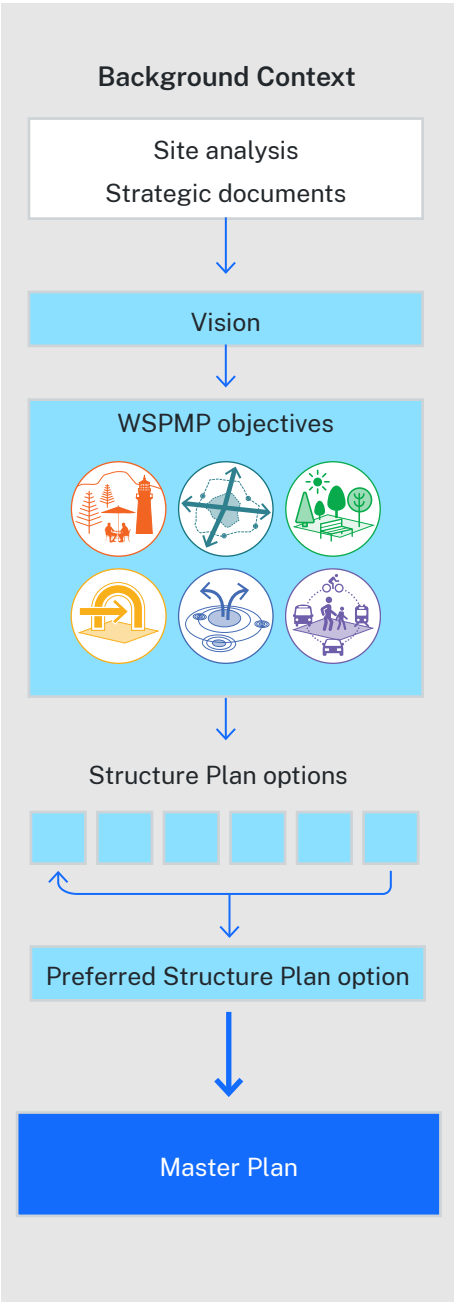 Background Context
Site analysis
Strategic documents
Vision
WSPMP objectives
Structure Plan options
Preferred Structure Plan option
Master Plan